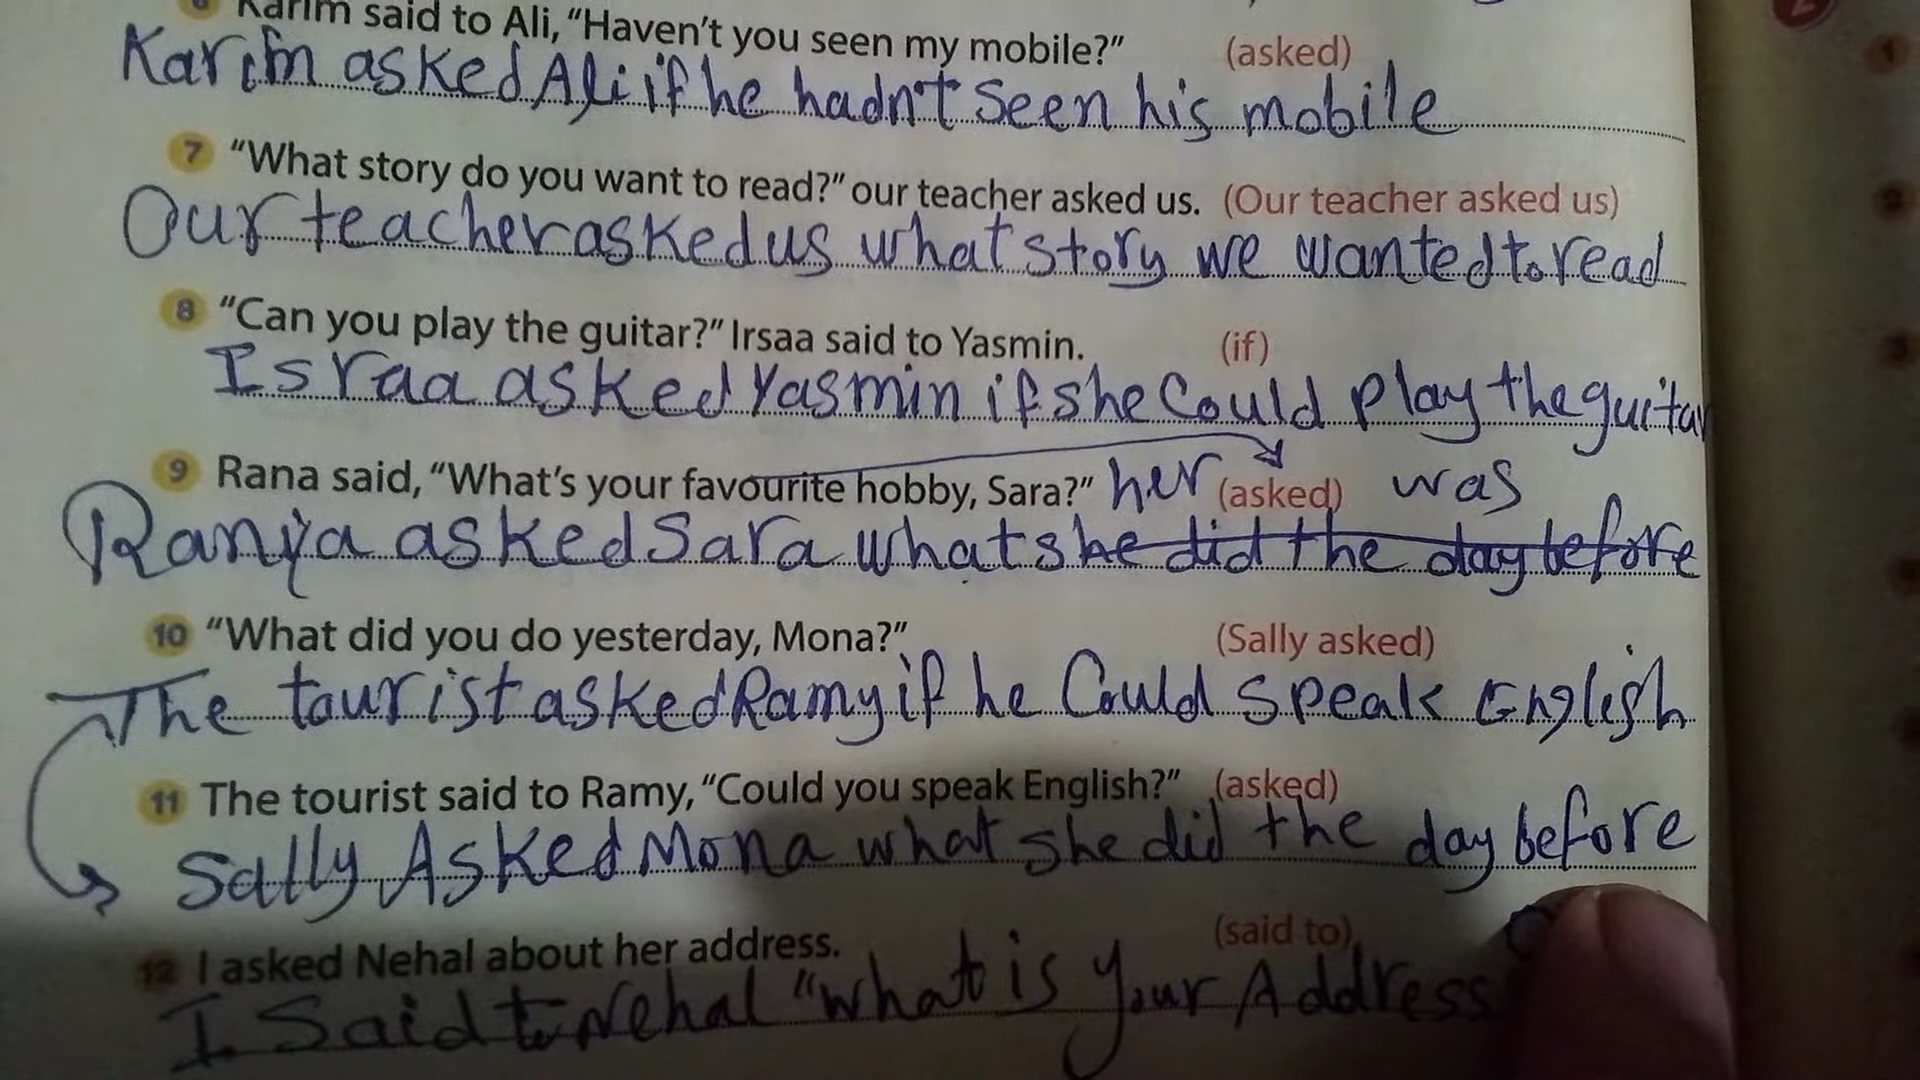 6 Karim said to Ali, “Haven’t you seen my mobile?” (asked)
Karim asked Ali if he hadn't seen his mobile
7 “What story do you want to read?” our teacher asked us. (Our teacher asked us)
Our teacher asked us what story we wanted to read
8 “Can you play the guitar?” Irsaa said to Yasmin. (if)
Israa asked Yasmin if she Could play the guitar
9 Rana said, “What’s your favourite hobby, Sara?” her (asked) was
Raniya asked Sara what she did the day before
10 “What did you do yesterday, Mona?” (Sally asked)
The tourist asked Ramy if he Could speak English
11 The tourist said to Ramy, “Could you speak English?” (asked)
Sally Asked Mona what she did the day before
12 I asked Nehal about her address. (said to)
I Said to Nehal "what is your Address
1
2
3